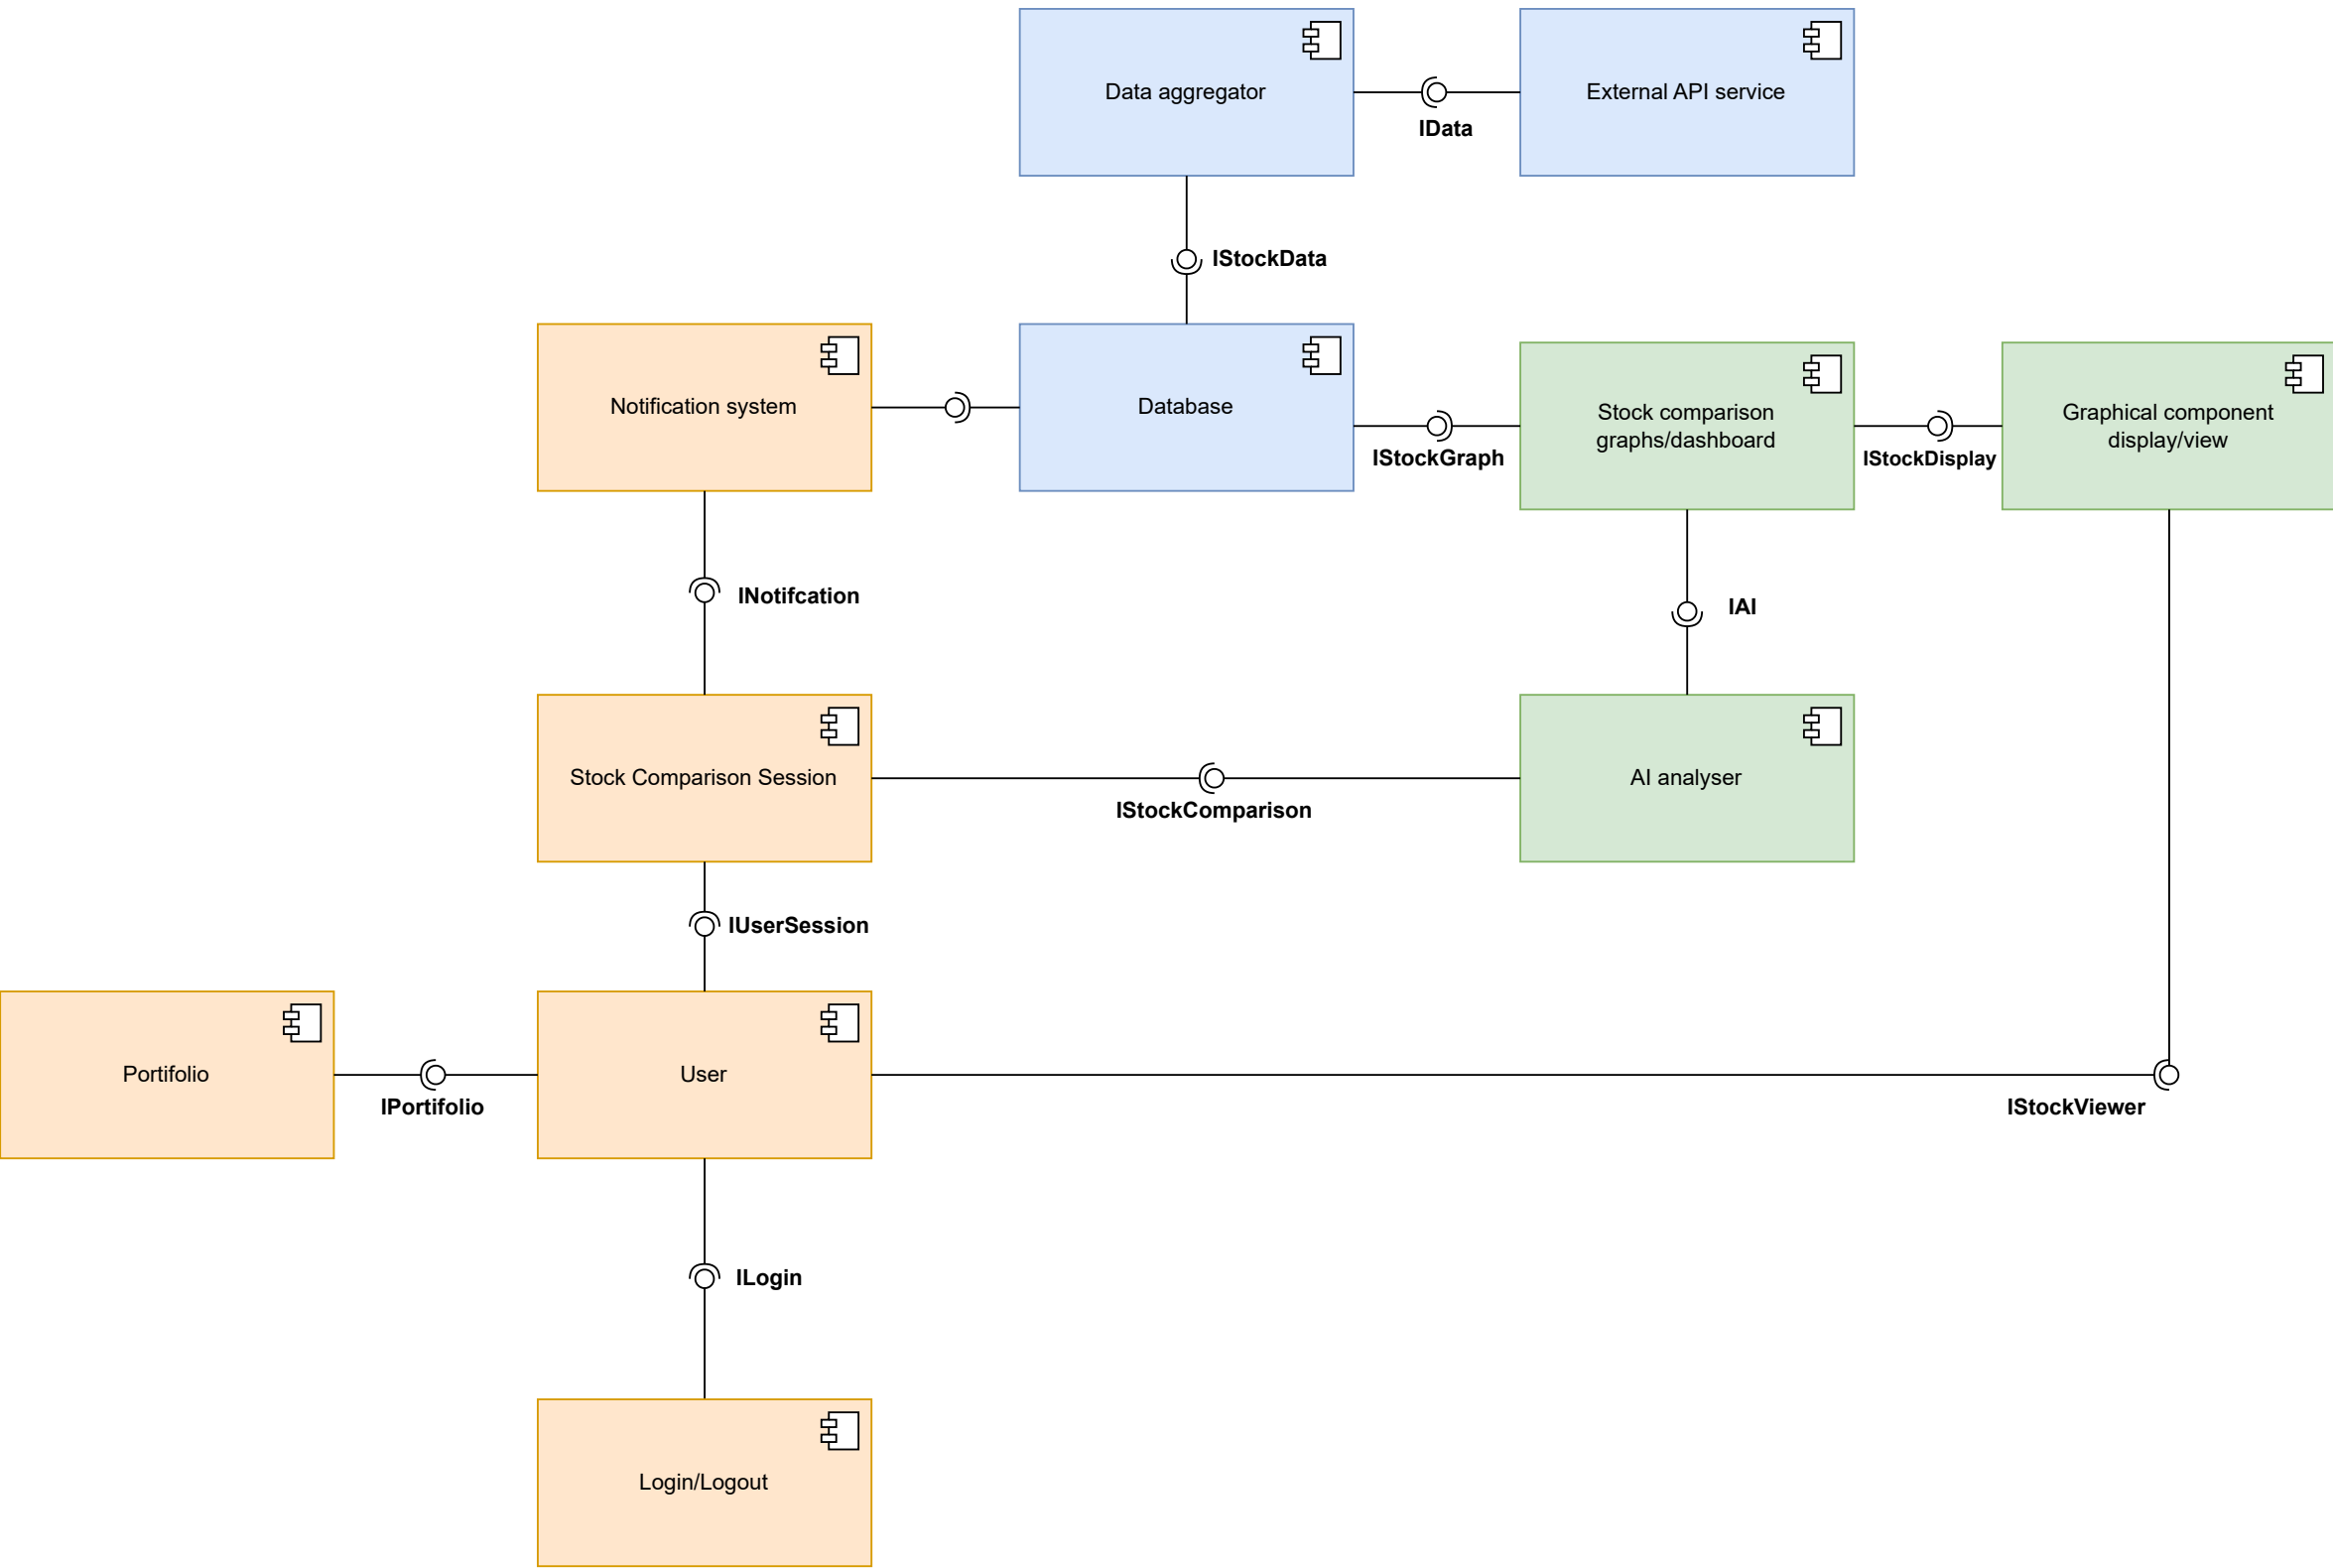 Data aggregator
External API service
IData
IStockData
Notification system
Database
Stock comparison
graphs/dashboard
Graphical component
display/view
IStockGraph
IStockDisplay
INotifcation
IAI
Stock Comparison Session
AI analyser
IStockComparison
IUserSession
Portifolio
User
IPortifolio
IStockViewer
ILogin
Login/Logout